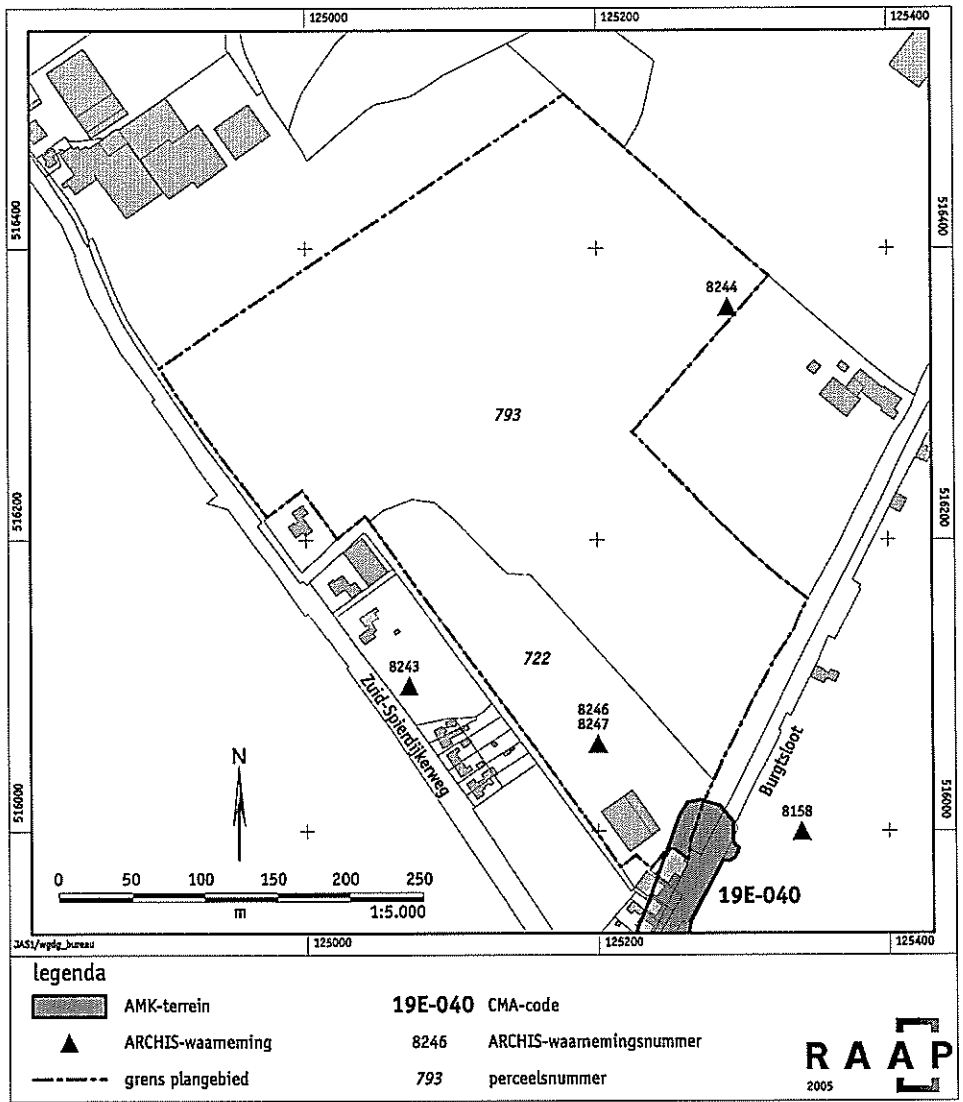 125000
125200
125400
516400
516400
8244
793
516200
516200
722
8243
8246
8247
Zuid-Spierdijkerweg
Burgtsloot
N
516000
516000
8158
0 50 100 150 200 250
m 1:5.000
19E-040
JAS1/wgdg_bureau
125000
125200
125400
legenda
AMK-terrein 19E-040 CMA-code
ARCHIS-waarneming 8246 ARCHIS-waarnemingsnummer
grens plangebied 793 perceelsnummer
RAAP
2005